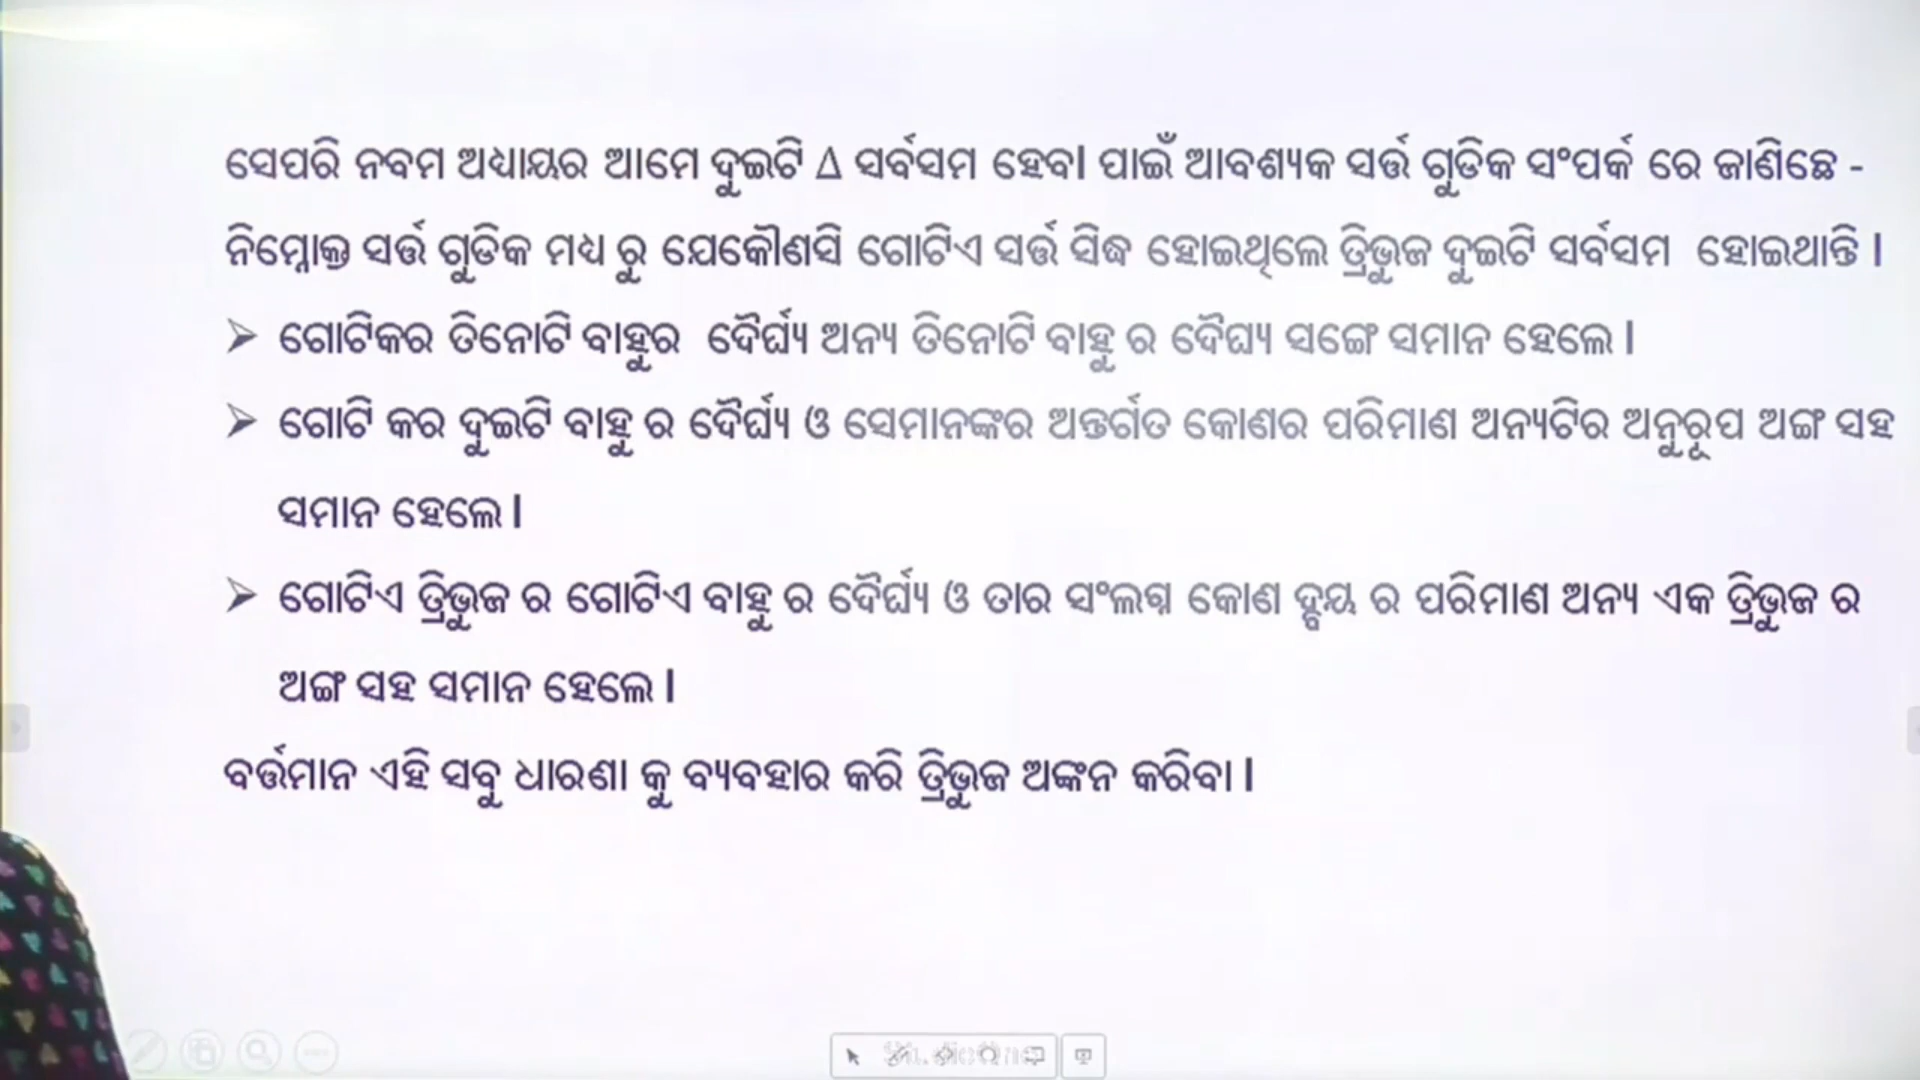 ସେପରି ନବମ ଅଧ୍ୟାୟର ଆମେ ଦୁଇଟି Δ ସର୍ବସମ ହେବା ପାଇଁ ଆବଶ୍ୟକ ସର୍ତ୍ତ ଗୁଡିକ ସଂପର୍କ ରେ ଜାଣିଛେ -
ନିମ୍ନୋକ୍ତ ସର୍ତ୍ତ ଗୁଡିକ ମଧ୍ୟ ରୁ ଯେକୌଣସି ଗୋଟିଏ ସର୍ତ୍ତ ସିଦ୍ଧ ହୋଇଥିଲେ ତ୍ରିଭୁଜ ଦୁଇଟି ସର୍ବସମ ହୋଇଥାନ୍ତି l
➢ ଗୋଟିକର ତିନୋଟି ବାହୁର ଦୈର୍ଘ୍ୟ ଅନ୍ୟ ତିନୋଟି ବାହୁ ର ଦୈଘ୍ୟ ସଙ୍ଗେ ସମାନ ହେଲେ l
➢ ଗୋଟି କର ଦୁଇଟି ବାହୁ ର ଦୈର୍ଘ୍ୟ ଓ ସେମାନଙ୍କର ଅନ୍ତର୍ଗତ କୋଣର ପରିମାଣ ଅନ୍ୟଟିର ଅନୁରୂପ ଅଙ୍ଗ ସହ
ସମାନ ହେଲେ l
➢ ଗୋଟିଏ ତ୍ରିଭୁଜ ର ଗୋଟିଏ ବାହୁ ର ଦୈର୍ଘ୍ୟ ଓ ତାର ସଂଲଗ୍ନ କୋଣ ଦ୍ବୟ ର ପରିମାଣ ଅନ୍ୟ ଏକ ତ୍ରିଭୁଜ ର
ଅଙ୍ଗ ସହ ସମାନ ହେଲେ l
ବର୍ତ୍ତମାନ ଏହି ସବୁ ଧାରଣା କୁ ବ୍ୟବହାର କରି ତ୍ରିଭୁଜ ଅଙ୍କନ କରିବା l